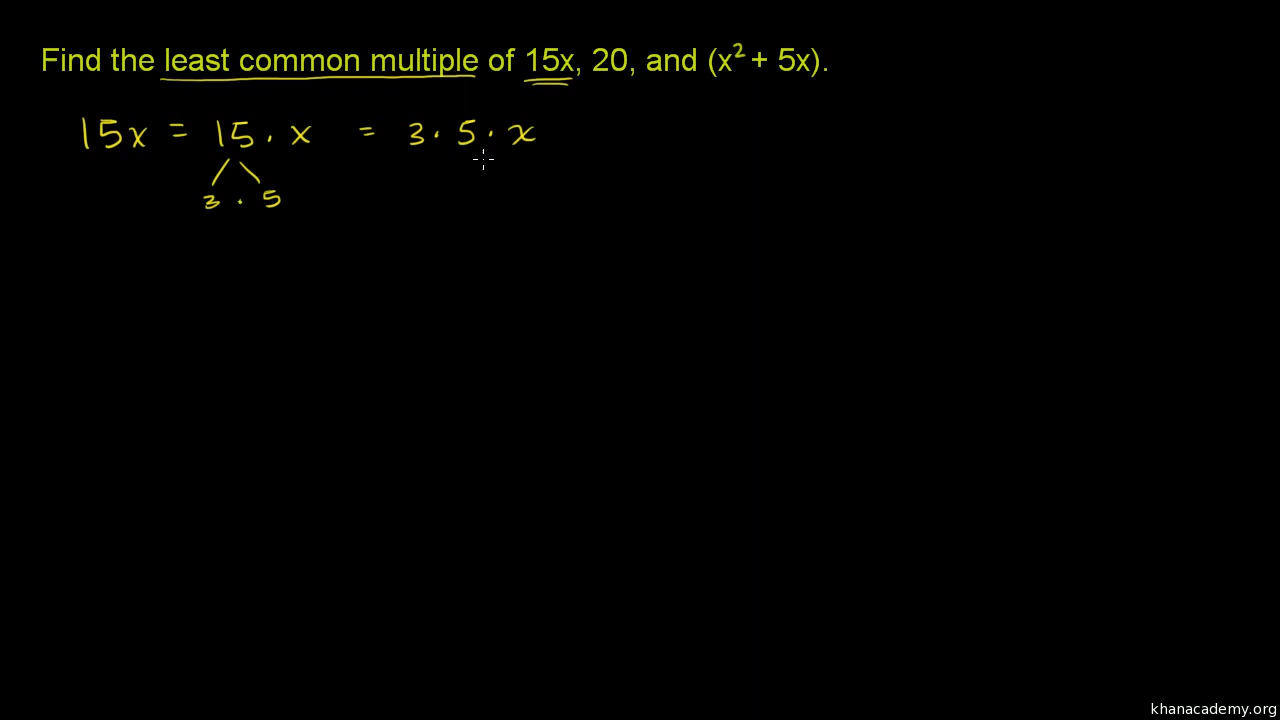 Find the least common multiple of 15x, 20, and (x² + 5x).
15x = 15 · x = 3 · 5 · x
3 · 5
khanacademy.org